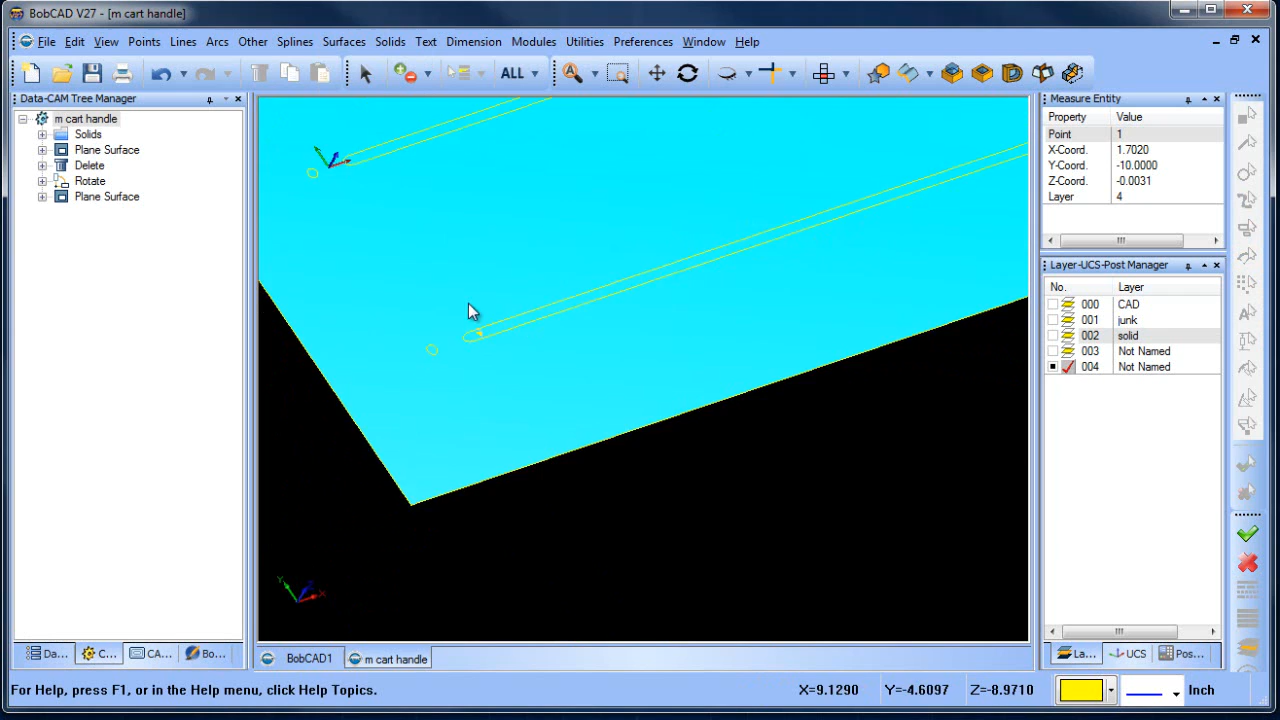 BobCAD V27 - [m cart handle]
File Edit View Points Lines Arcs Other Splines Surfaces Solids Text Dimension Modules Utilities Preferences Window Help
ALL
Data-CAM Tree Manager
m cart handle
Solids
Plane Surface
Delete
Rotate
Plane Surface
Da... C... CA... Bo...
Y X
BobCAD1 m cart handle
Measure Entity
Property Value
Point 1
X-Coord. 1.7020
Y-Coord. -10.0000
Z-Coord. -0.0031
Layer 4
Layer-UCS-Post Manager
No. Layer
000 CAD
001 junk
002 solid
003 Not Named
004 Not Named
La... UCS Pos...
For Help, press F1, or in the Help menu, click Help Topics. X=9.1290 Y=-4.6097 Z=-8.9710 Inch